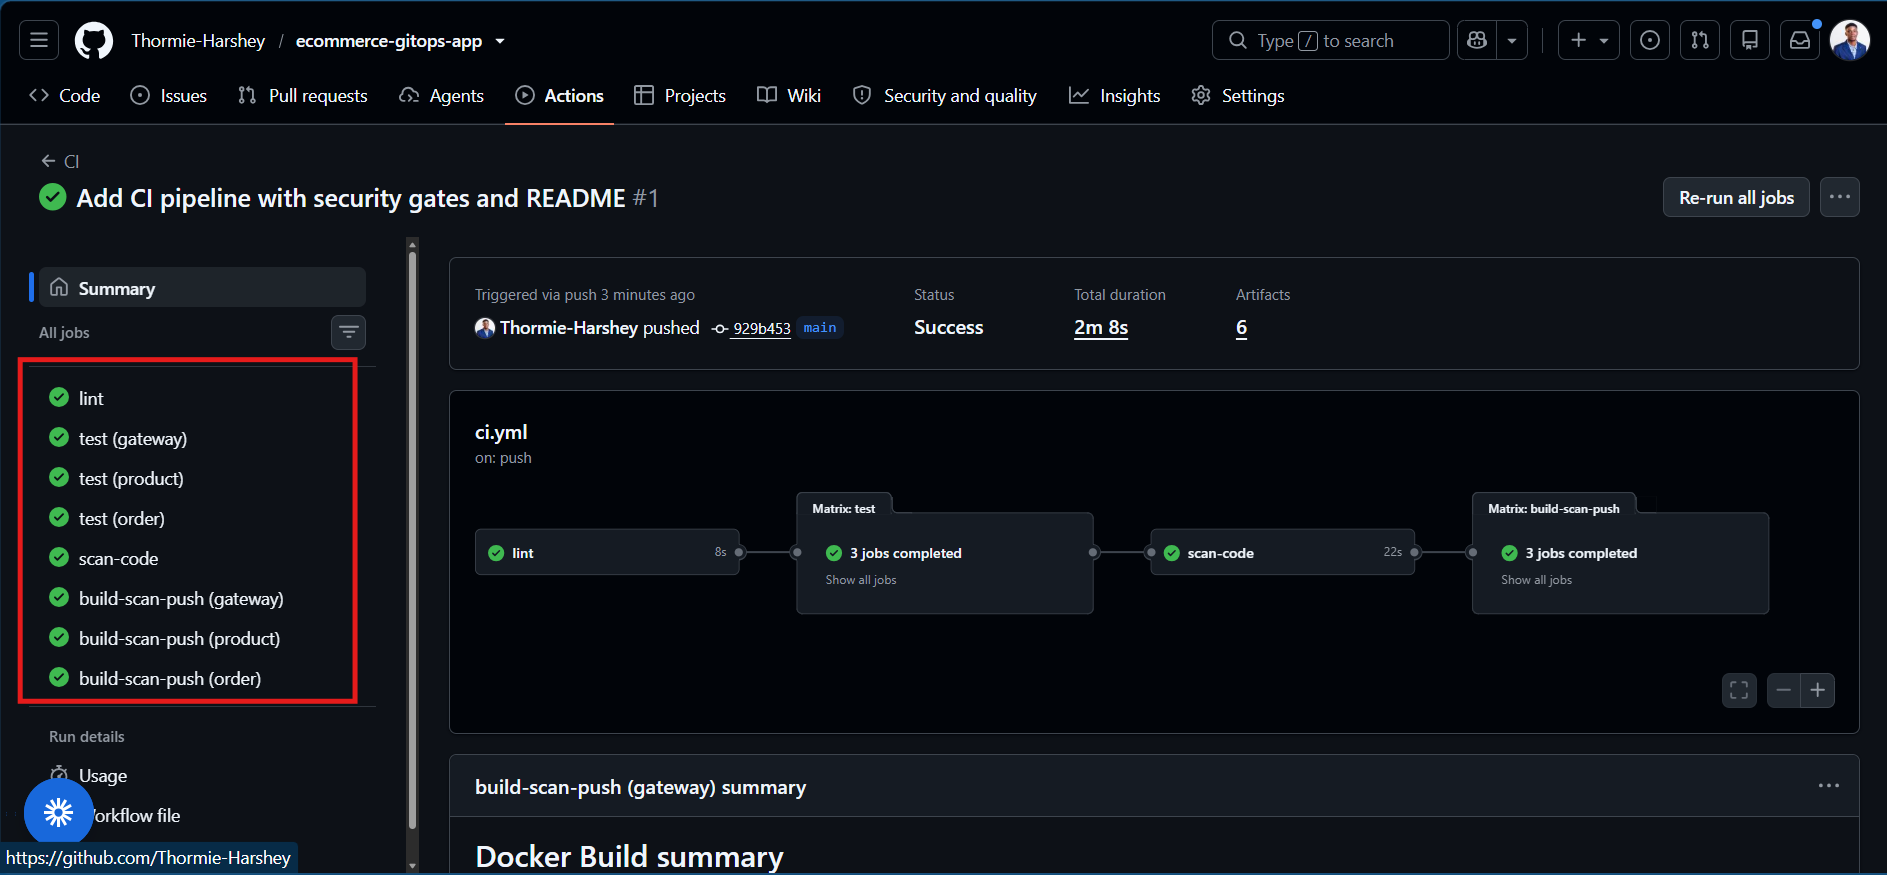 Thormie-Harshey / ecommerce-gitops-app
Type / to search
Code Issues Pull requests Agents Actions Projects Wiki Security and quality Insights Settings
CI
Add CI pipeline with security gates and README #1
Re-run all jobs
Summary
All jobs
lint
test (gateway)
test (product)
test (order)
scan-code
build-scan-push (gateway)
build-scan-push (product)
build-scan-push (order)
Run details
Usage
orkflow file
https://github.com/Thormie-Harshey
Triggered via push 3 minutes ago
Thormie-Harshey pushed 929b453 main
Status
Success
Total duration
2m 8s
Artifacts
6
ci.yml
on: push
lint 8s
Matrix: test
3 jobs completed
Show all jobs
scan-code 22s
Matrix: build-scan-push
3 jobs completed
Show all jobs
build-scan-push (gateway) summary
Docker Build summary